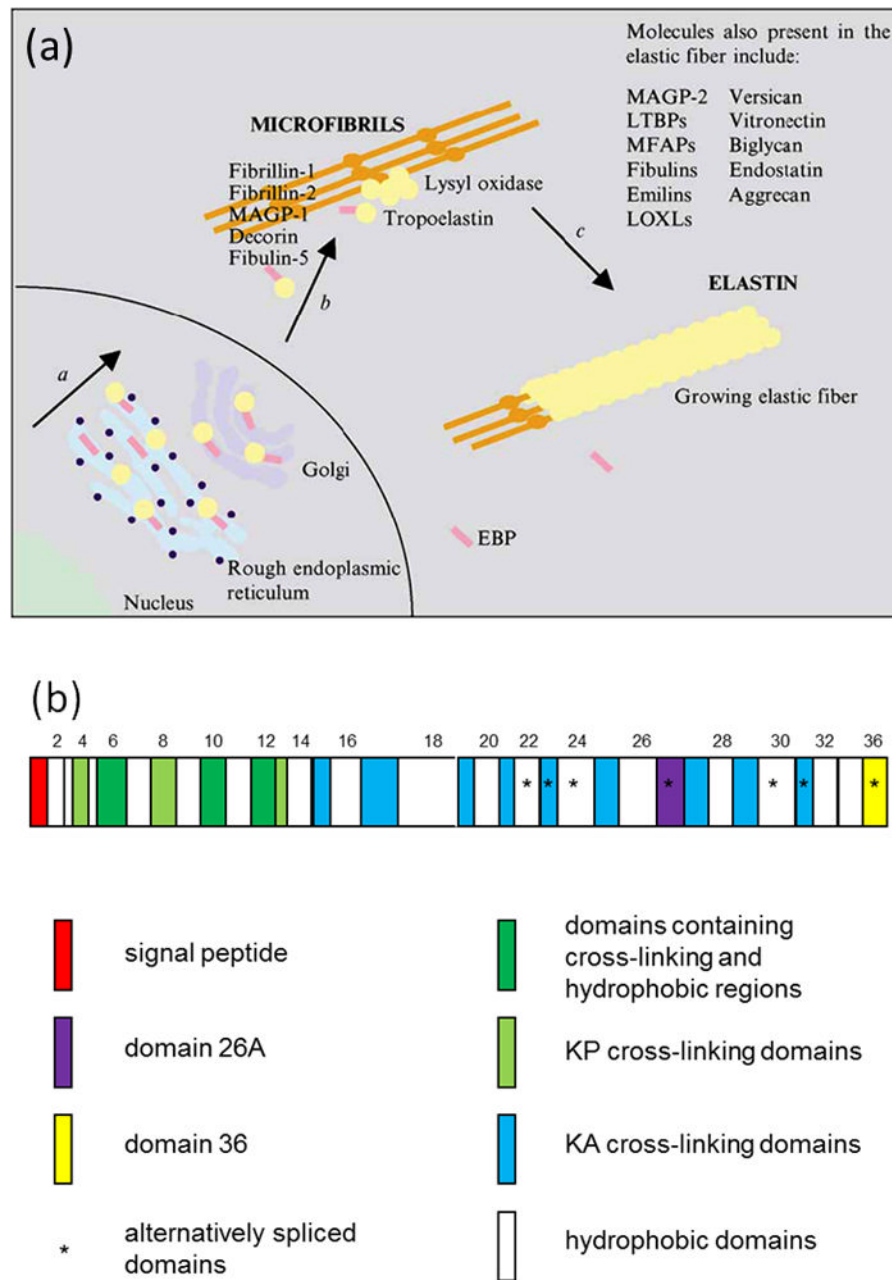 (a)
Molecules also present in the
elastic fiber include:
MAGP-2 Versican
LTBPs Vitronectin
MFAPs Biglycan
Fibulins Endostatin
Emilins Aggrecan
LOXLs
MICROFIBRILS
Fibrillin-1
Fibrillin-2
MAGP-1
Decorin
Fibulin-5
Lysyl oxidase
Tropoelastin
c
b
ELASTIN
Growing elastic fiber
a
Golgi
EBP
Rough endoplasmic
reticulum
Nucleus
(b)
2 4 6 8 10 12 14 16 18 20 22 24 26 28 30 32 36
* * * * * * *
signal peptide
domains containing
cross-linking and
hydrophobic regions
domain 26A
KP cross-linking domains
domain 36
KA cross-linking domains
* alternatively spliced
domains
hydrophobic domains